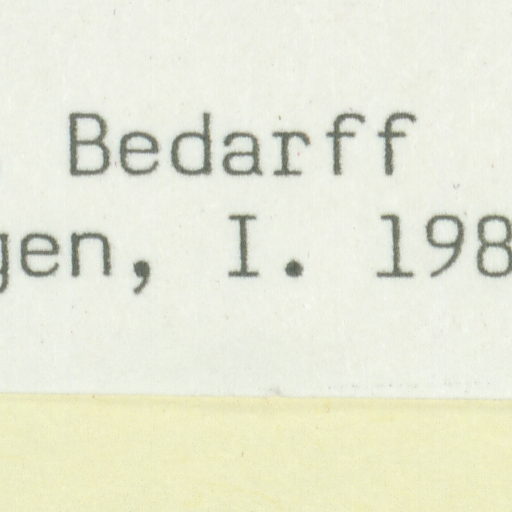 Bedarff
gen, I. 198